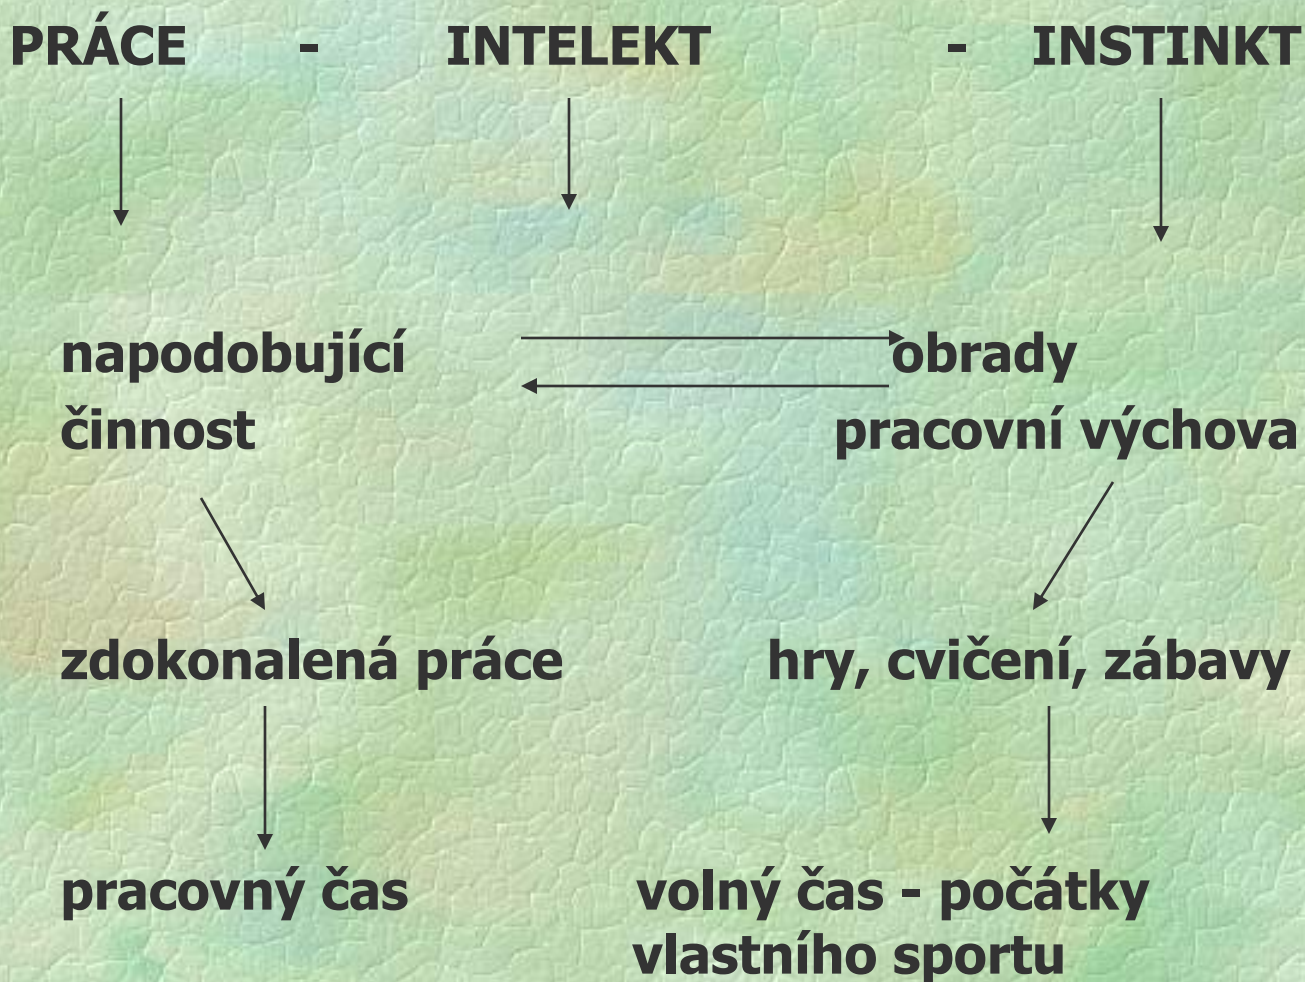 PRÁCE - INTELEKT - INSTINKT
napodobující obrady
činnost pracovní výchova
zdokonalená práce hry, cvičení, zábavy
pracovný čas volný čas - počátky
vlastního sportu